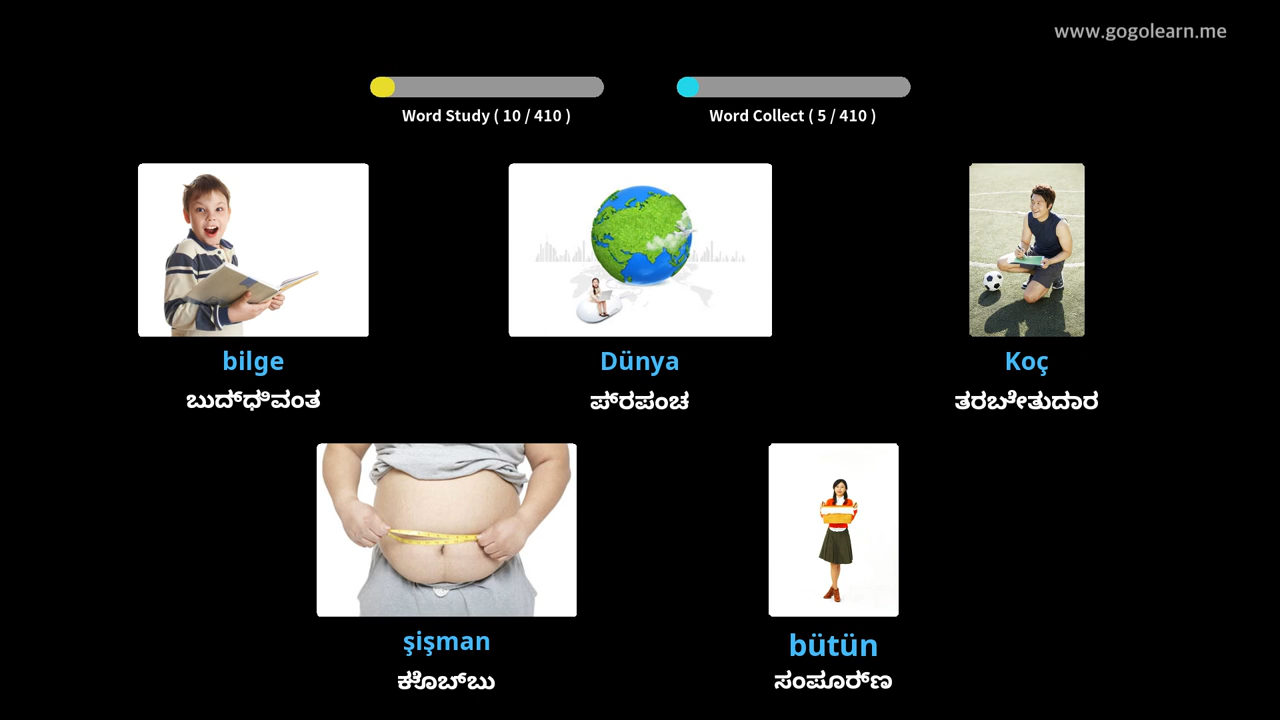 www.gogolearn.me
Word Study ( 10 / 410 )
Word Collect ( 5 / 410 )
bilge
Dünya
Koç
ಬುದ್ಧಿವಂತ
ಪ್ರಪಂಚ
ತರಬೇತುದಾರ
şişman
bütün
ಕೊಬ್ಬು
ಸಂಪೂರ್ಣ